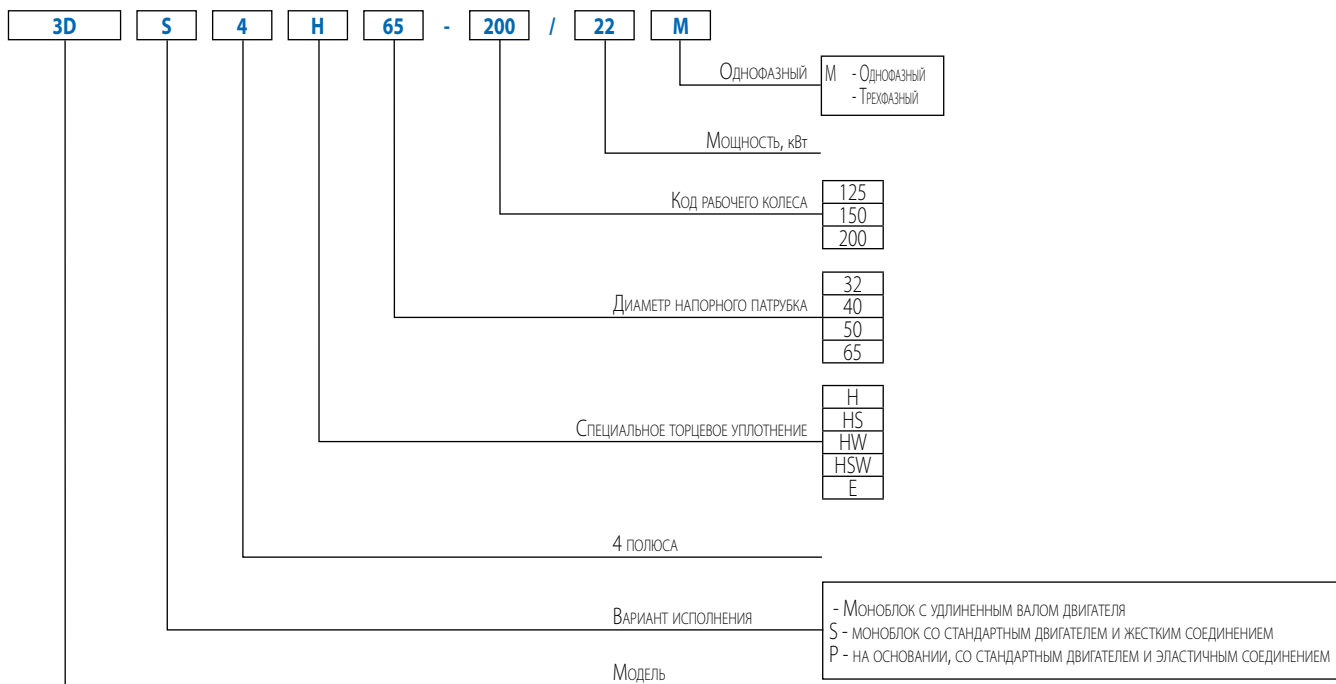 3D S 4 H 65 - 200 / 22 M
Однофазный
М - Однофазный
- Трехфазный
Мощность, кВт
Код рабочего колеса
125
150
200
Диаметр напорного патрубка
32
40
50
65
Специальное торцевое уплотнение
H
HS
HW
HSW
E
4 полюса
Вариант исполнения
- Моноблок с удлиненным валом двигателя
S - моноблок со стандартным двигателем и жестким соединением
P - на основании, со стандартным двигателем и эластичным соединением
Модель